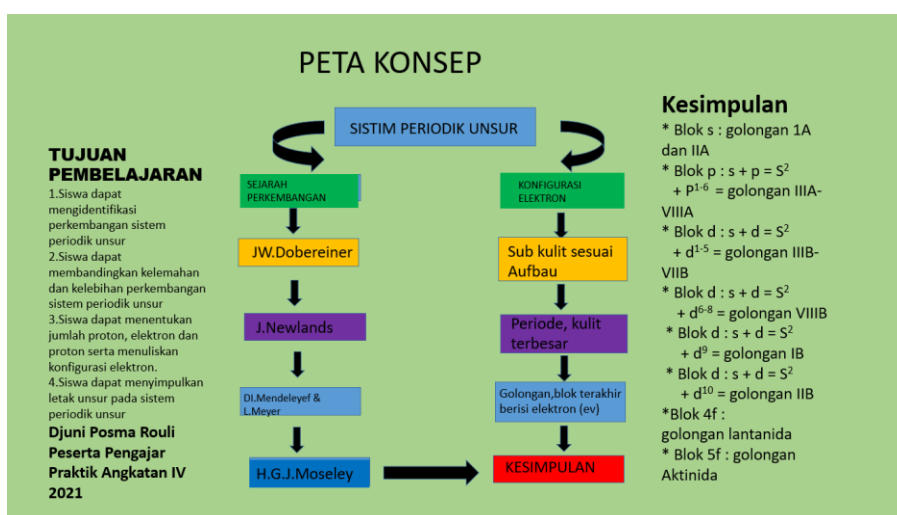 PETA KONSEP
SISTIM PERIODIK UNSUR
TUJUAN
PEMBELAJARAN
1.Siswa dapat
mengidentifikasi
perkembangan sistem
periodik unsur
2.Siswa dapat
membandingkan kelemahan
dan kelebihan perkembangan
sistem periodik unsur
3.Siswa dapat menentukan
jumlah proton, elektron dan
proton serta menuliskan
konfigurasi elektron.
4.Siswa dapat menyimpulkan
letak unsur pada sistem
periodik unsur
Djuni Posma Rouli
Peserta Pengajar
Praktik Angkatan IV
2021
SEJARAH
PERKEMBANGAN
JW.Dobereiner
J.Newlands
DI.Mendeleyef &
L.Meyer
H.G.J.Moseley
KONFIGURASI
ELEKTRON
Sub kulit sesuai
Aufbau
Periode, kulit
terbesar
Golongan,blok terakhir
berisi elektron (ev)
KESIMPULAN
Kesimpulan
* Blok s : golongan 1A
dan IIA
* Blok p : s + p = S²
+ P¹⁻⁶ = golongan IIIA-
VIIIA
* Blok d : s + d = S²
+ d¹⁻⁵ = golongan IIIB-
VIIB
* Blok d : s + d = S²
+ d⁶⁻⁸ = golongan VIIIB
* Blok d : s + d = S²
+ d⁹ = golongan IB
* Blok d : s + d = S²
+ d¹⁰ = golongan IIB
*Blok 4f :
golongan lantanida
* Blok 5f : golongan
Aktinida